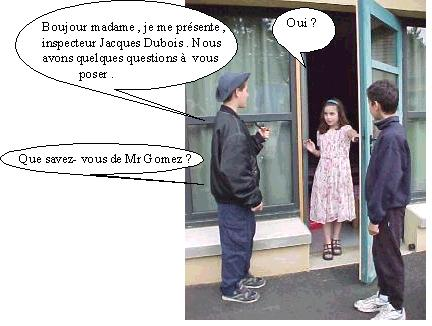 Boujour madame , je me présente ,
inspecteur Jacques Dubois . Nous
avons quelques questions à vous
poser .
Oui ?
Que savez- vous de Mr Gomez ?